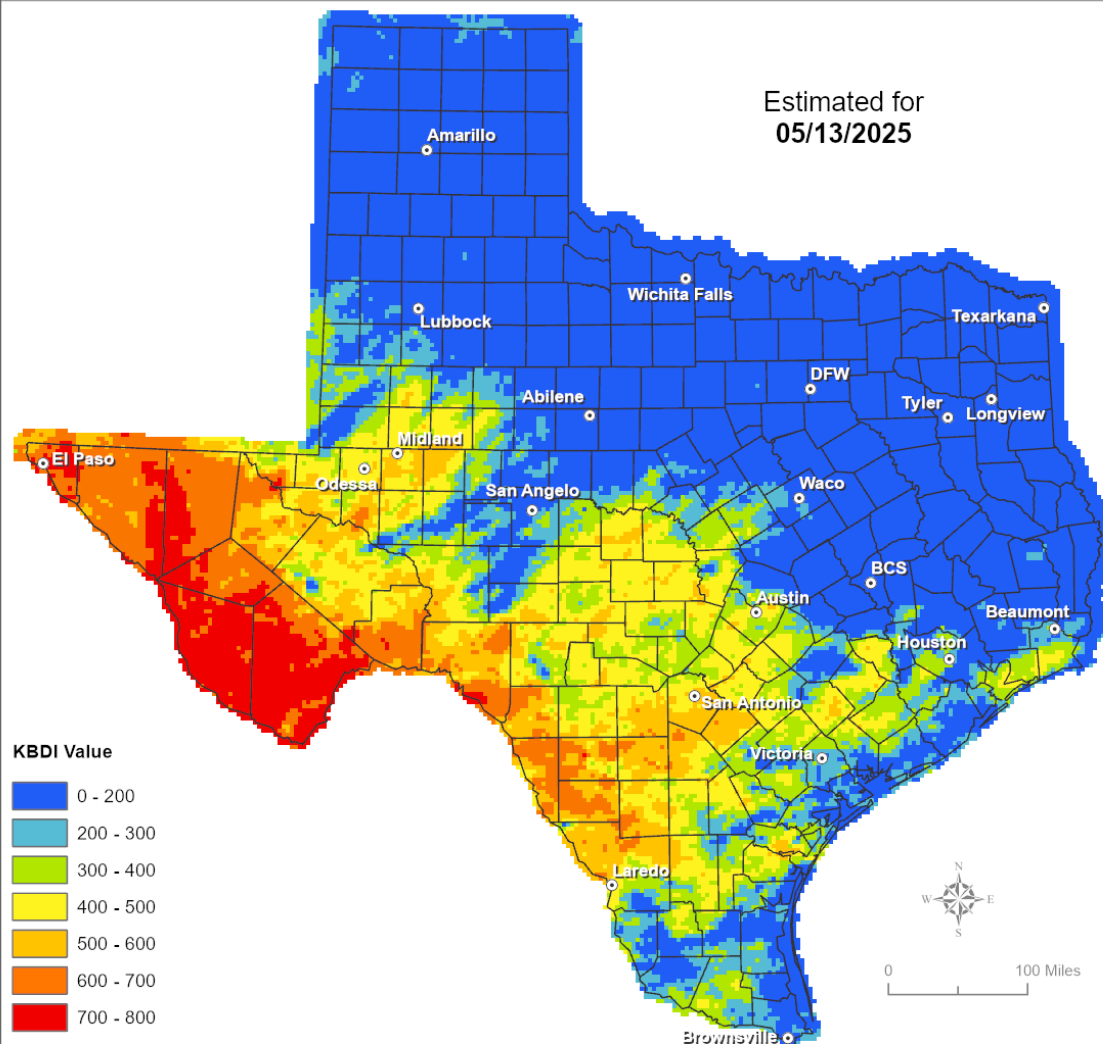 Estimated for
05/13/2025
Amarillo
Wichita Falls
Lubbock
Texarkana
DFW
Abilene
Tyler
Longview
Midland
El Paso
Odessa
San Angelo
Waco
BCS
Austin
Beaumont
Houston
San Antonio
Victoria
KBDI Value
0 - 200
200 - 300
300 - 400
400 - 500
500 - 600
600 - 700
700 - 800
Laredo
N
W E
S
0 100 Miles
Brownsville